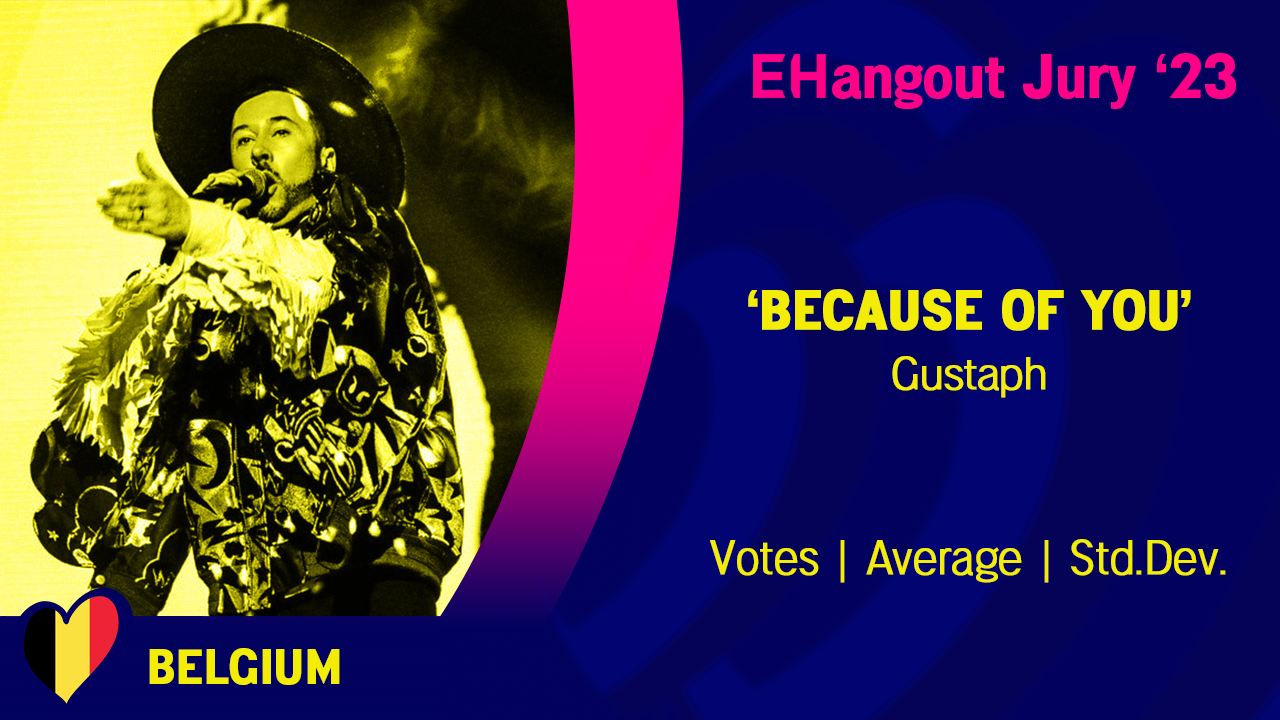 EHangout Jury ‘23
‘BECAUSE OF YOU’
Gustaph
Votes | Average | Std.Dev.
BELGIUM